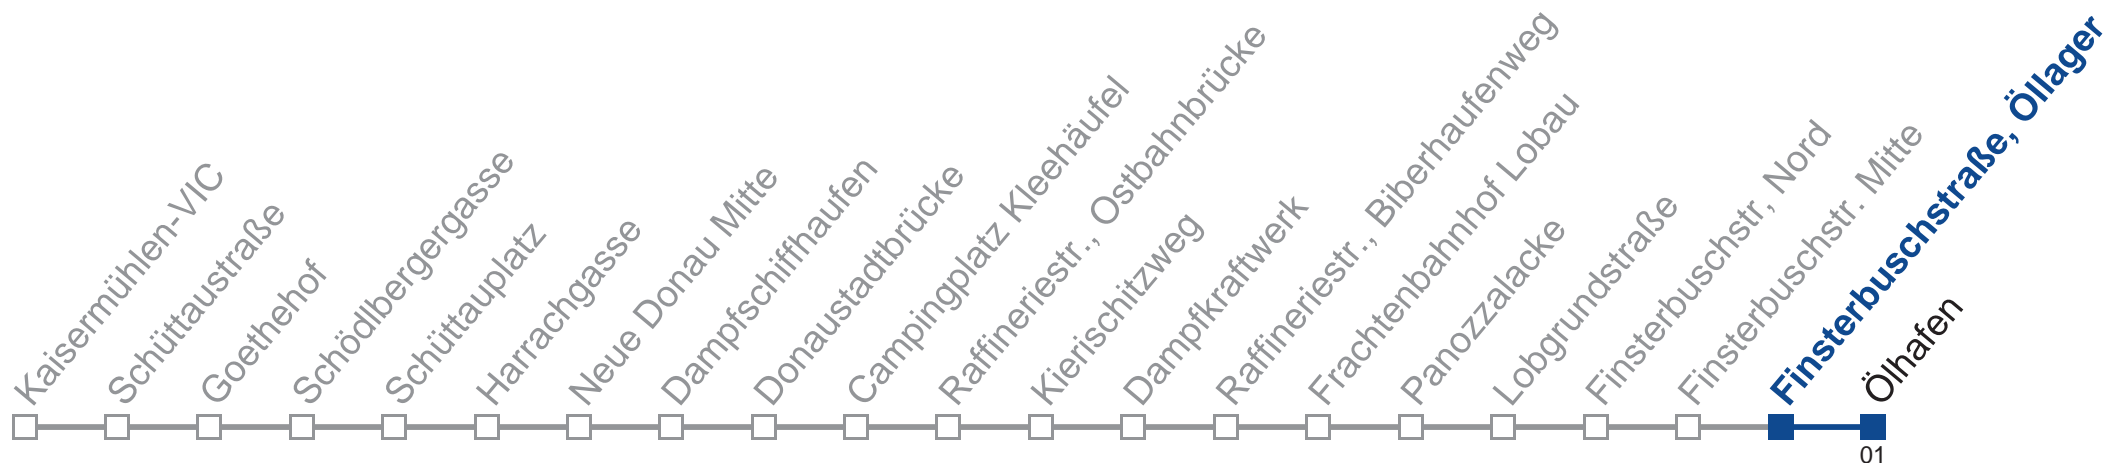 Kaisermühlen-VIC
Schüttaustraße
Goethehof
Schödlbergergasse
Schüttauplatz
Harrachgasse
Neue Donau Mitte
Dampfschiffhaufen
Donaustadtbrücke
Campingplatz Kleehäufel
Raffineriestr., Ostbahnbrücke
Kierischitzweg
Dampfkraftwerk
Raffineriestr., Biberhaufenweg
Frachtenbahnhof Lobau
Panozzalacke
Lobgrundstraße
Finsterbuschstr, Nord
Finsterbuschstr. Mitte
Finsterbuschstraße, Öllager
Ölhafen
01